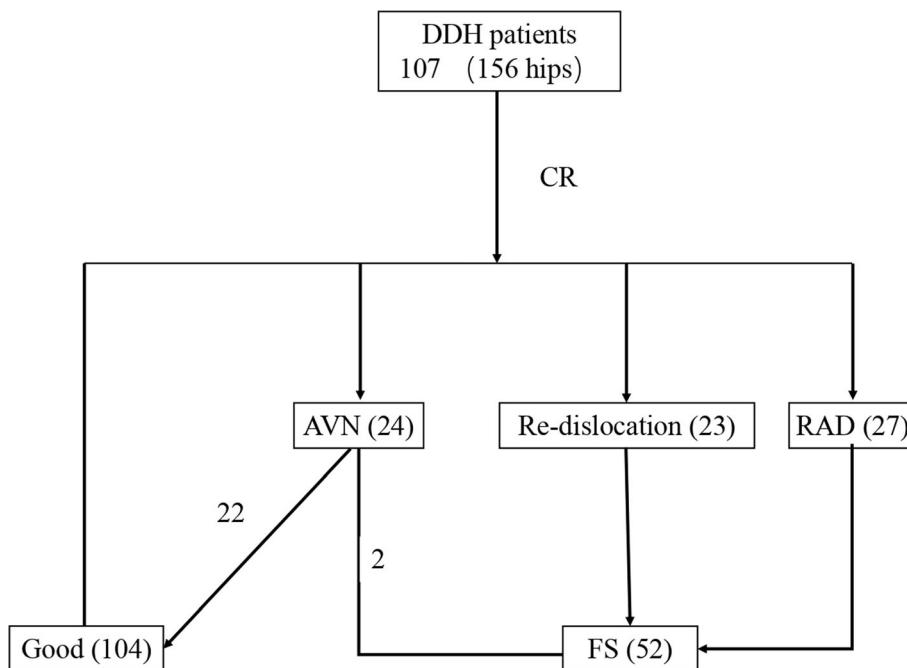 DDH patients
107 （156 hips）
CR
AVN (24)
Re-dislocation (23)
RAD (27)
22
2
Good (104)
FS (52)